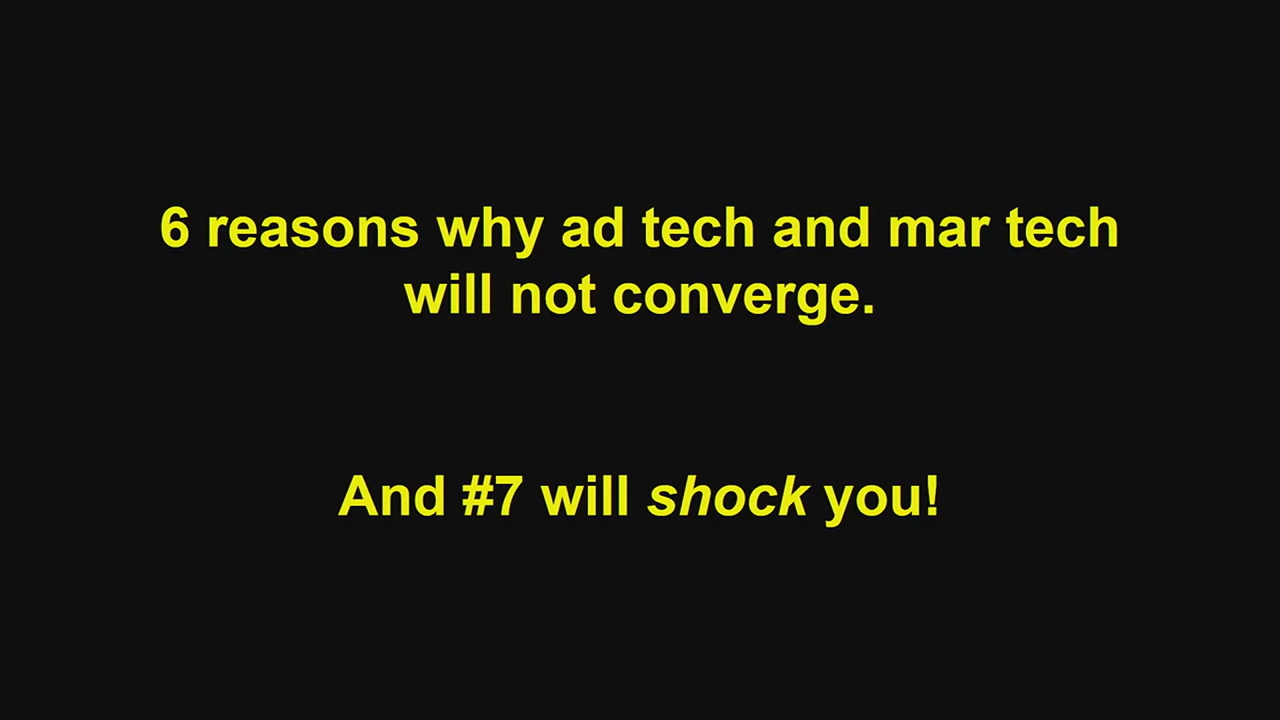 6 reasons why ad tech and mar tech
will not converge.
And #7 will shock you!